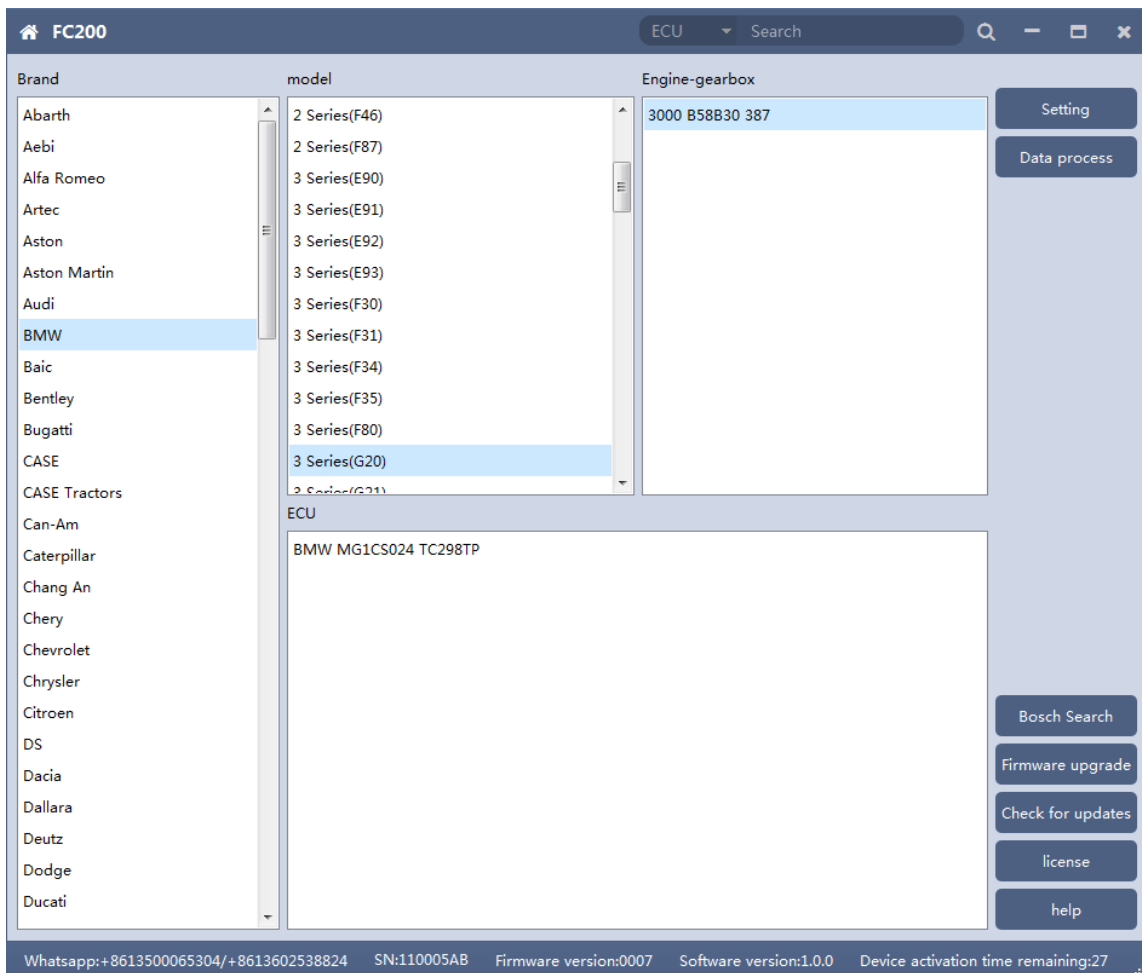 FC200
ECU
Search
Brand
Abarth
Aebi
Alfa Romeo
Artec
Aston
Aston Martin
Audi
BMW
Baic
Bentley
Bugatti
CASE
CASE Tractors
Can-Am
Caterpillar
Chang An
Chery
Chevrolet
Chrysler
Citroen
DS
Dacia
Dallara
Deutz
Dodge
Ducati
model
2 Series(F46)
2 Series(F87)
3 Series(E90)
3 Series(E91)
3 Series(E92)
3 Series(E93)
3 Series(F30)
3 Series(F31)
3 Series(F34)
3 Series(F35)
3 Series(F80)
3 Series(G20)
3 Series(G21)
Engine-gearbox
3000 B58B30 387
ECU
BMW MG1CS024 TC298TP
Setting
Data process
Bosch Search
Firmware upgrade
Check for updates
license
help
Whatsapp:+8613500065304/+8613602538824 SN:110005AB Firmware version:0007 Software version:1.0.0 Device activation time remaining:27